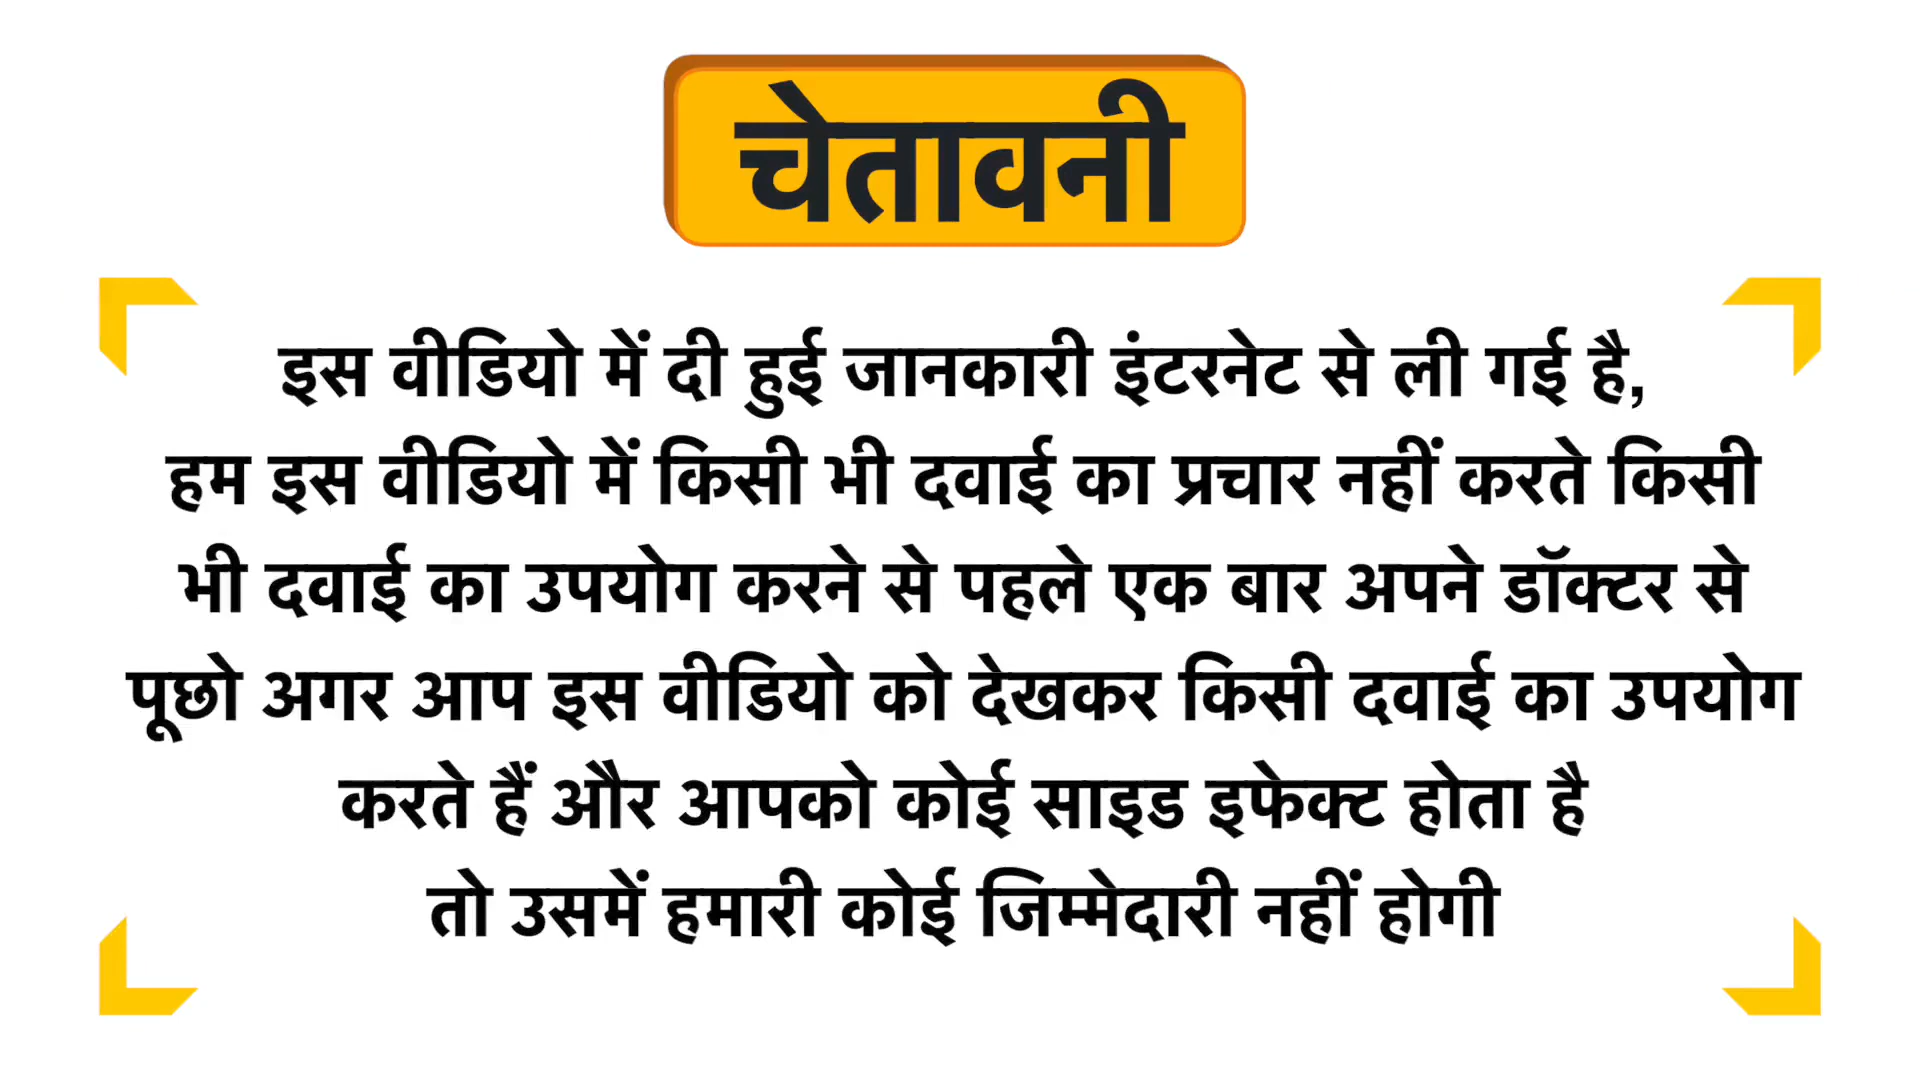 चेतावनी
इस वीडियो में दी हुई जानकारी इंटरनेट से ली गई है,
हम इस वीडियो में किसी भी दवाई का प्रचार नहीं करते किसी
भी दवाई का उपयोग करने से पहले एक बार अपने डॉक्टर से
पूछो अगर आप इस वीडियो को देखकर किसी दवाई का उपयोग
करते हैं और आपको कोई साइड इफेक्ट होता है
तो उसमें हमारी कोई जिम्मेदारी नहीं होगी